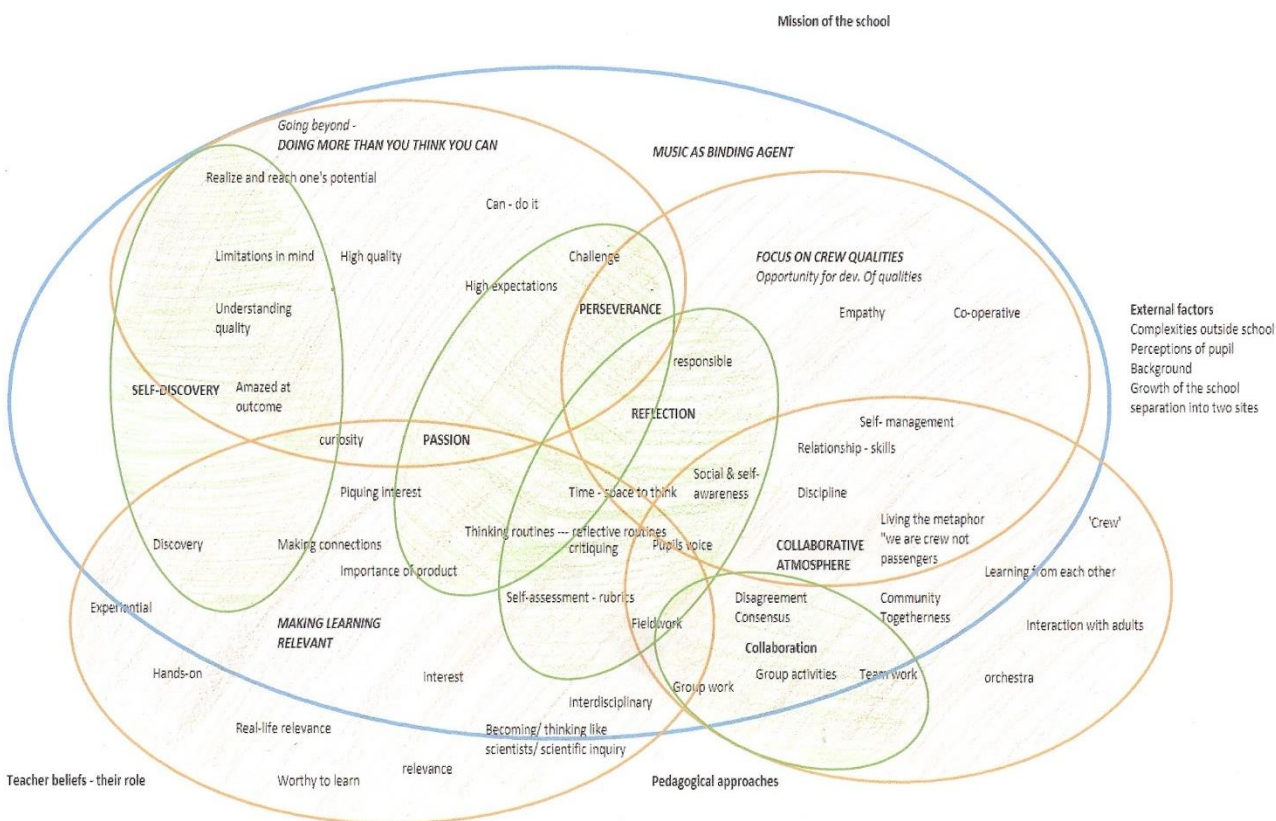 Mission of the school
Going beyond -
DOING MORE THAN YOU THINK YOU CAN
MUSIC AS BINDING AGENT
Realize and reach one's potential
Can - do it
Limitations in mind
High quality
Challenge
FOCUS ON CREW QUALITIES
Opportunity for dev. Of qualities
High expectations
Understanding
quality
PERSEVERANCE
Empathy
Co-operative
External factors
Complexities outside school
Perceptions of pupil
Background
Growth of the school
separation into two sites
responsible
SELF-DISCOVERY
Amazed at
outcome
REFLECTION
curiosity
PASSION
Self- management
Relationship - skills
Piquing interest
Time - space to think
Social & self-
awareness
Discipline
Thinking routines --- reflective routines
critiquing
Pupils voice
Living the metaphor
"we are crew not
passengers
'Crew'
Discovery
Making connections
COLLABORATIVE
ATMOSPHERE
Importance of product
Learning from each other
Experiential
Self-assessment - rubrics
Disagreement
Consensus
Community
Togetherness
MAKING LEARNING
RELEVANT
Fieldwork
Interaction with adults
Collaboration
Hands-on
interest
Group work
Group activities
Team work
orchestra
Interdisciplinary
Real-life relevance
Becoming/ thinking like
scientists/ scientific inquiry
relevance
Teacher beliefs - their role
Worthy to learn
Pedagogical approaches